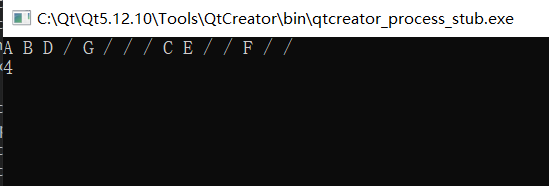 C:\Qt\Qt5.12.10\Tools\QtCreator\bin\qtcreator_process_stub.exe
A B D / G / / / C E / / F / /
4